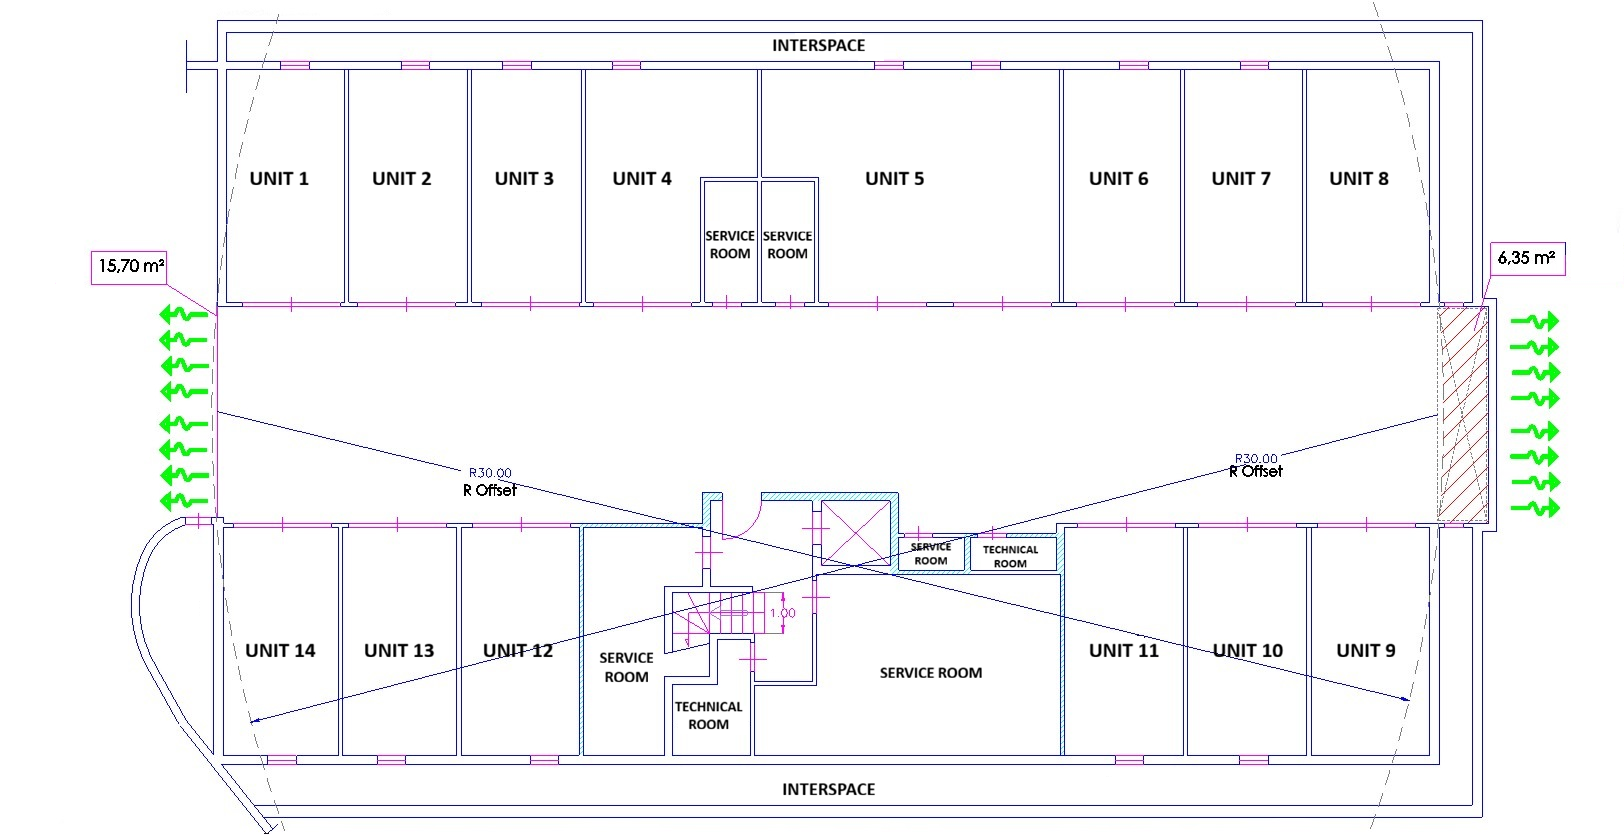 INTERSPACE
UNIT 1
UNIT 2
UNIT 3
UNIT 4
UNIT 5
UNIT 6
UNIT 7
UNIT 8
SERVICE
ROOM
SERVICE
ROOM
15,70 m²
6,35 m²
R30.00
R Offset
R30.00
R Offset
SERVICE
ROOM
TECHNICAL
ROOM
1.00
UNIT 14
UNIT 13
UNIT 12
SERVICE
ROOM
TECHNICAL
ROOM
SERVICE ROOM
UNIT 11
UNIT 10
UNIT 9
INTERSPACE